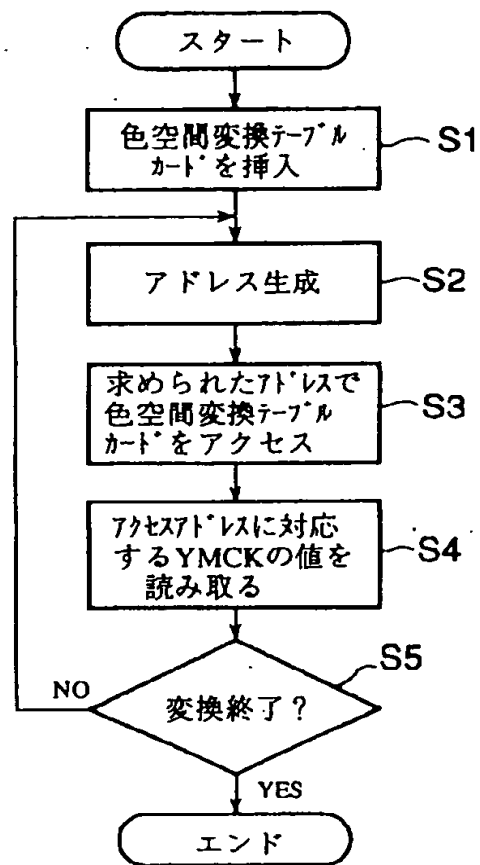 スタート
色空間変換ﾃｰﾌﾞﾙ
ｶｰﾄﾞを挿入
S1
アドレス生成
S2
求められたｱﾄﾞﾚｽで
色空間変換ﾃｰﾌﾞﾙ
ｶｰﾄﾞをアクセス
S3
ｱｸｾｽｱﾄﾞﾚｽに対応
するYMCKの値を
読み取る
S4
変換終了？
S5
NO
YES
エンド